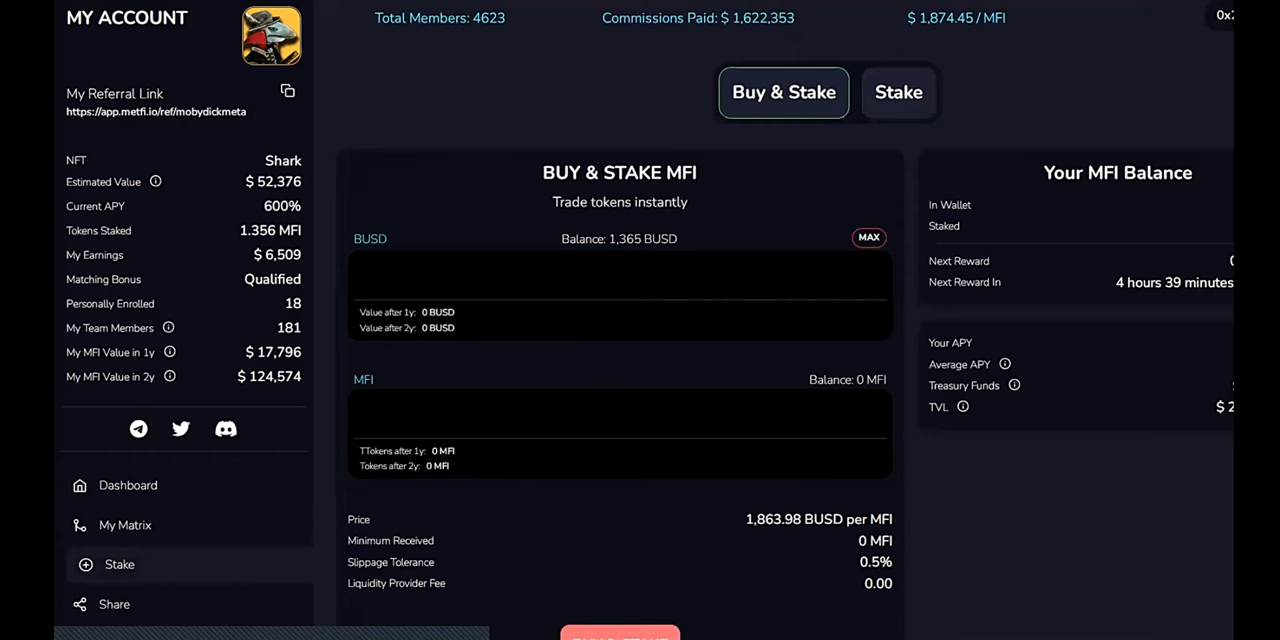 MY ACCOUNT
Total Members: 4623
Commissions Paid: $ 1,622,353
$ 1,874.45 / MFI
My Referral Link
https://app.metfi.io/ref/mobydickmeta
NFT Shark
Estimated Value $ 52,376
Current APY 600%
Tokens Staked 1.356 MFI
My Earnings $ 6,509
Matching Bonus Qualified
Personally Enrolled 18
My Team Members 181
My MFI Value in 1y $ 17,796
My MFI Value in 2y $ 124,574
Dashboard
My Matrix
Stake
Share
Buy & Stake
Stake
BUY & STAKE MFI
Trade tokens instantly
BUSD Balance: 1,365 BUSD MAX
Value after 1y: 0 BUSD
Value after 2y: 0 BUSD
MFI Balance: 0 MFI
TTokens after 1y: 0 MFI
Tokens after 2y: 0 MFI
Price 1,863.98 BUSD per MFI
Minimum Received 0 MFI
Slippage Tolerance 0.5%
Liquidity Provider Fee 0.00
Your MFI Balance
In Wallet
Staked
Next Reward
Next Reward In 4 hours 39 minutes
Your APY
Average APY
Treasury Funds
TVL